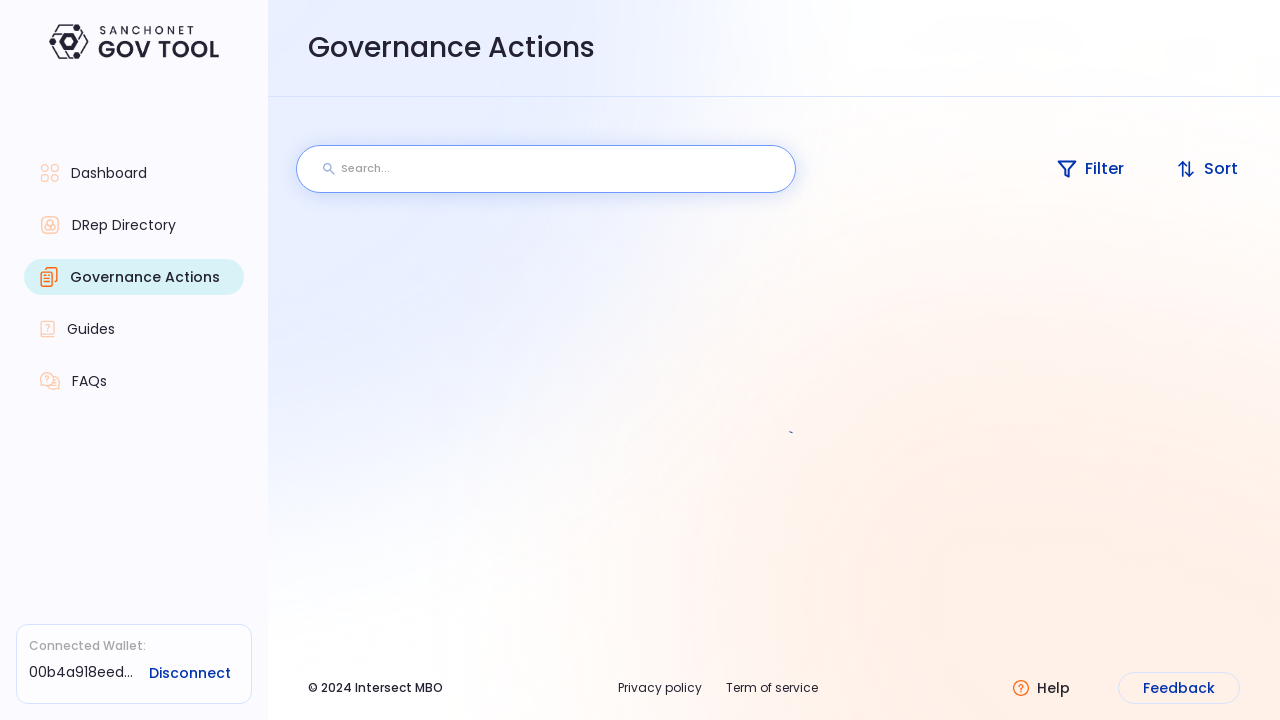 SANCHONET
GOV TOOL
Governance Actions
Search...
Filter
Sort
Dashboard
DRep Directory
Governance Actions
Guides
FAQs
Connected Wallet:
00b4a918eed...
Disconnect
© 2024 Intersect MBO
Privacy policy
Term of service
Help
Feedback